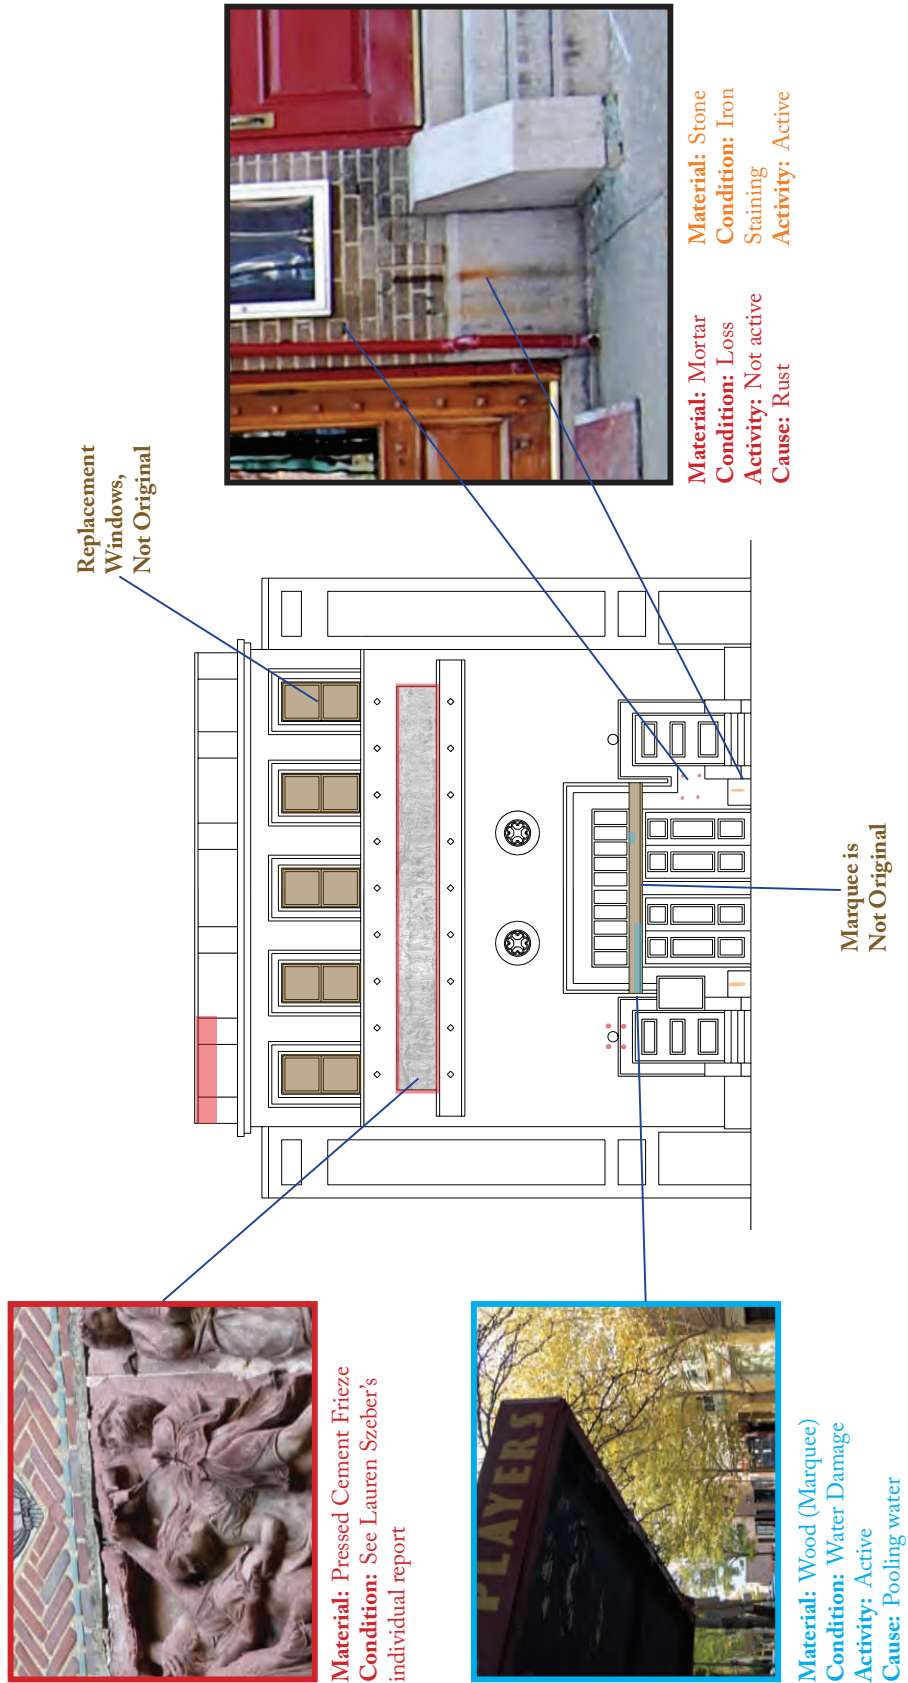 Replacement
Windows,
Not Original
Material: Pressed Cement Frieze
Condition: See Lauren Szeber's
individual report
Material: Mortar
Condition: Loss
Activity: Not active
Cause: Rust
Material: Stone
Condition: Iron
Staining
Activity: Active
PLAYERS
Material: Wood (Marquee)
Condition: Water Damage
Activity: Active
Cause: Pooling water
Marquee is
Not Original